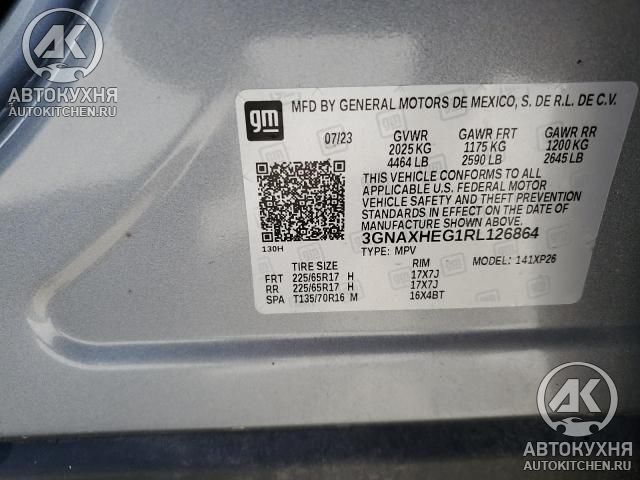 AK
АВТОКУХНЯ
AUTOKITCHEN.RU
gm
MFD BY GENERAL MOTORS DE MEXICO, S. DE R.L. DE C.V.
07/23 GVWR GAWR FRT GAWR RR
2025 KG 1175 KG 1200 KG
4464 LB 2590 LB 2645 LB
THIS VEHICLE CONFORMS TO ALL
APPLICABLE U.S. FEDERAL MOTOR
VEHICLE SAFETY AND THEFT PREVENTION
STANDARDS IN EFFECT ON THE DATE OF
MANUFACTURE SHOWN ABOVE.
3GNAXHEG1RL126864
130H
TYPE: MPV MODEL: 141XP26
TIRE SIZE RIM
FRT 225/65R17 H 17X7J
RR 225/65R17 H 17X7J
SPA T135/70R16 M 16X4BT
AK
АВТОКУХНЯ
AUTOKITCHEN.RU